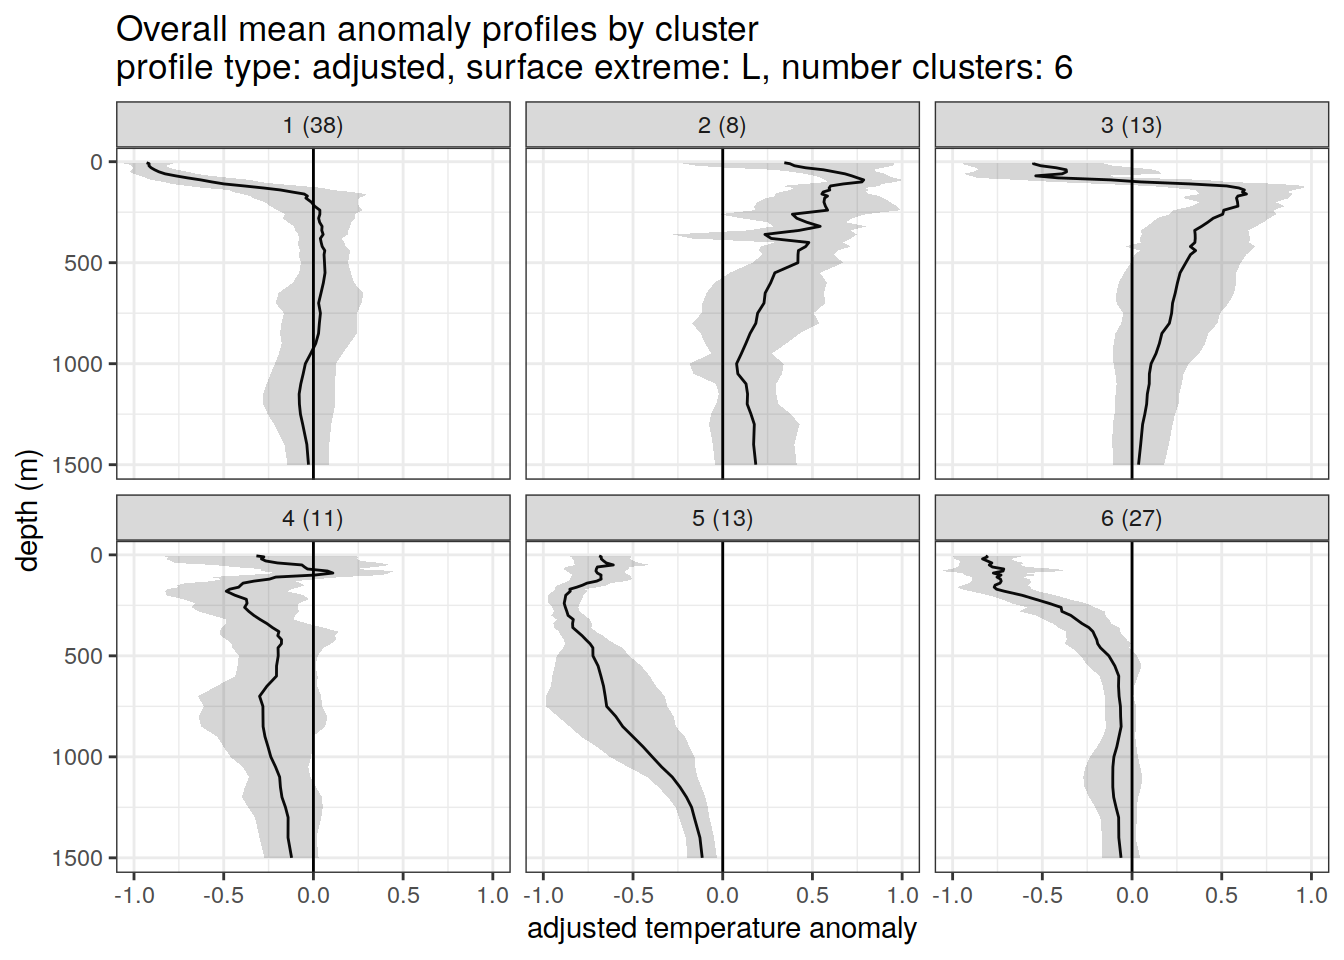 Overall mean anomaly profiles by cluster
profile type: adjusted, surface extreme: L, number clusters: 6
1 (38)
2 (8)
3 (13)
0
500
1000
1500
depth (m)
4 (11)
5 (13)
6 (27)
0
500
1000
1500
-1.0 -0.5 0.0 0.5 1.0
-1.0 -0.5 0.0 0.5 1.0
-1.0 -0.5 0.0 0.5 1.0
adjusted temperature anomaly